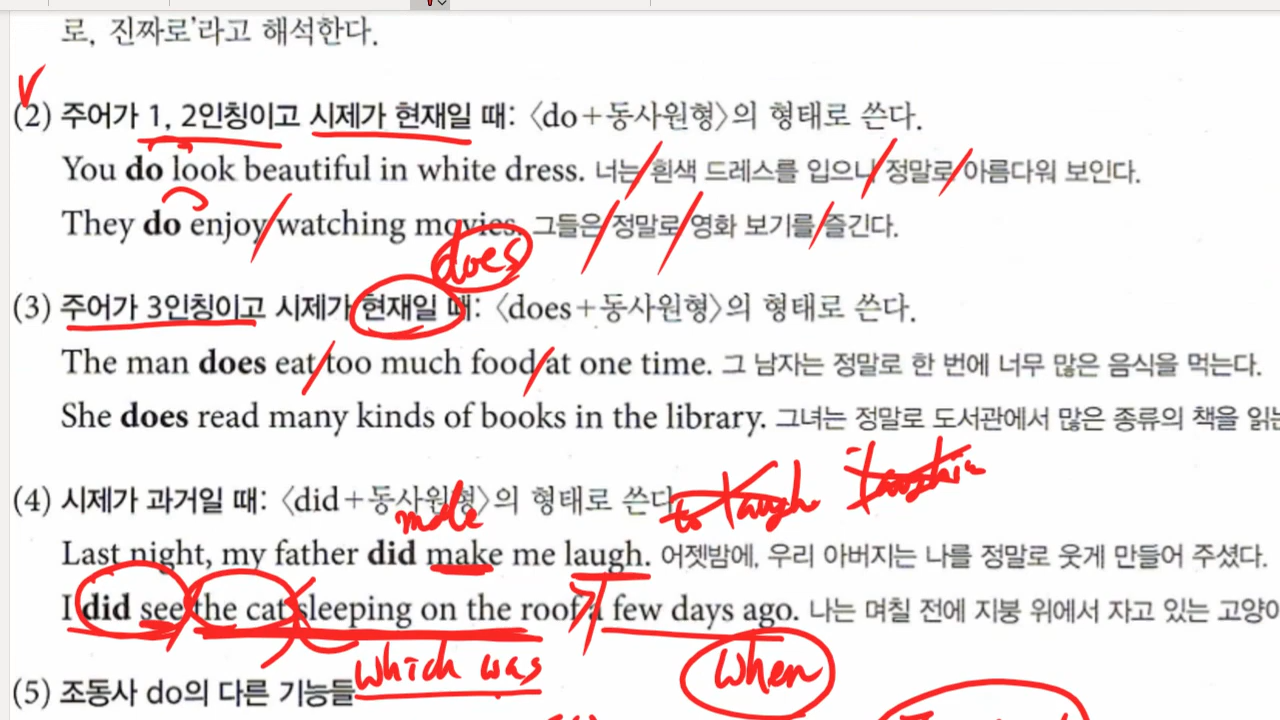 로, 진짜로'라고 해석한다.
(2) 주어가 1, 2인칭이고 시제가 현재일 때: 〈do+동사원형〉의 형태로 쓴다.
You do look beautiful in white dress. 너는 흰색 드레스를 입으니 정말로 아름다워 보인다.
They do enjoy watching movies. 그들은 정말로 영화 보기를 즐긴다.
does
(3) 주어가 3인칭이고 시제가 현재일 때: 〈does+동사원형〉의 형태로 쓴다.
The man does eat too much food at one time. 그 남자는 정말로 한 번에 너무 많은 음식을 먹는다.
She does read many kinds of books in the library. 그녀는 정말로 도서관에서 많은 종류의 책을 읽는
(4) 시제가 과거일 때: 〈did+동사원형〉의 형태로 쓴다
to laugh
Last night, my father did make me laugh. 어젯밤에, 우리 아버지는 나를 정말로 웃게 만들어 주셨다.
I did see the cat sleeping on the roof a few days ago. 나는 며칠 전에 지붕 위에서 자고 있는 고양이
which was when
(5) 조동사 do의 다른 기능들